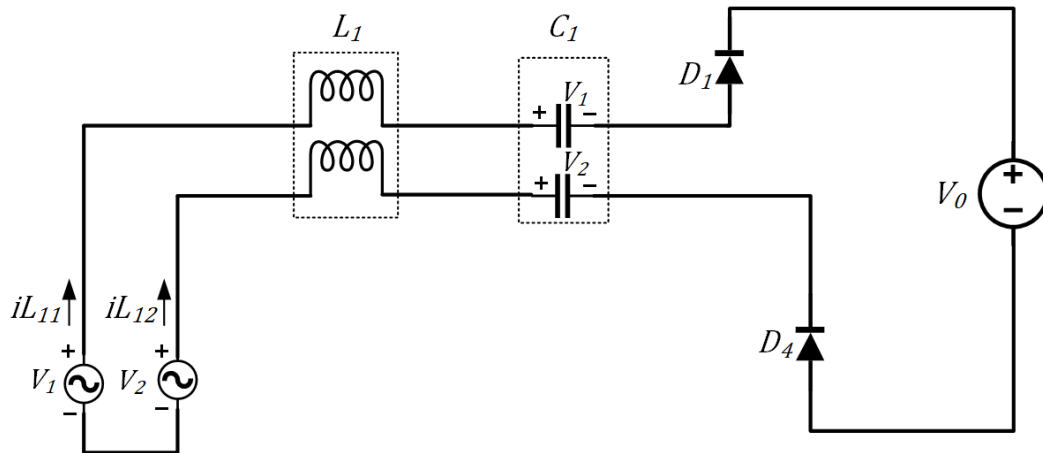 L1 C1
D1
+ V1 −
+ V2 −
V0 + −
iL11 iL12
D4
+ +
V1 V2
− −